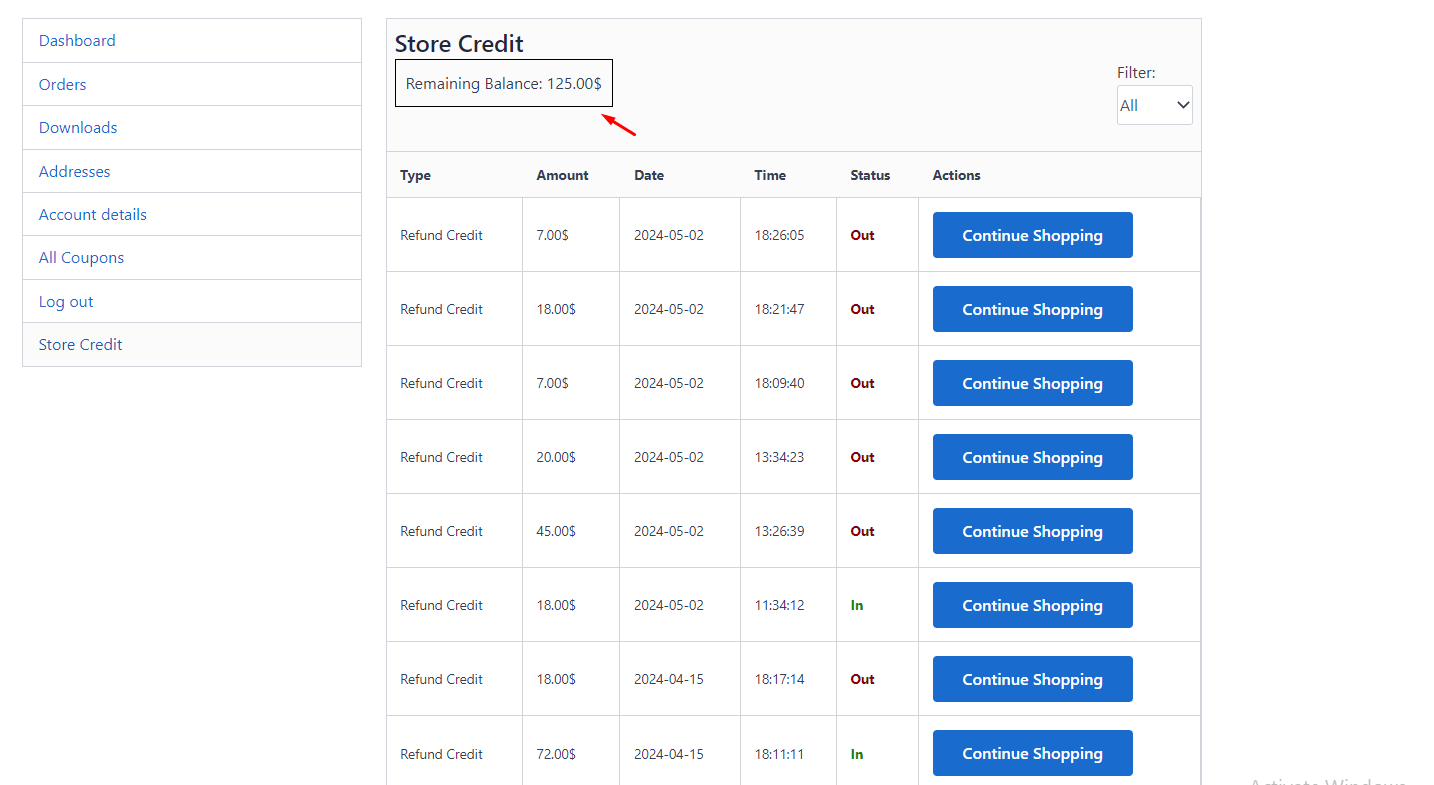 Dashboard
Orders
Downloads
Addresses
Account details
All Coupons
Log out
Store Credit
Store Credit
Remaining Balance: 125.00$
Filter:
All
Type Amount Date Time Status Actions
Refund Credit 7.00$ 2024-05-02 18:26:05 Out Continue Shopping
Refund Credit 18.00$ 2024-05-02 18:21:47 Out Continue Shopping
Refund Credit 7.00$ 2024-05-02 18:09:40 Out Continue Shopping
Refund Credit 20.00$ 2024-05-02 13:34:23 Out Continue Shopping
Refund Credit 45.00$ 2024-05-02 13:26:39 Out Continue Shopping
Refund Credit 18.00$ 2024-05-02 11:34:12 In Continue Shopping
Refund Credit 18.00$ 2024-04-15 18:17:14 Out Continue Shopping
Refund Credit 72.00$ 2024-04-15 18:11:11 In Continue Shopping
Activate Windows